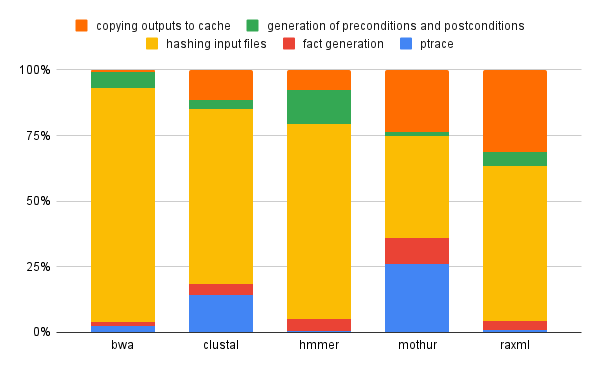 copying outputs to cache generation of preconditions and postconditions
hashing input files fact generation ptrace
100%
75%
50%
25%
0%
bwa clustal hmmer mothur raxml